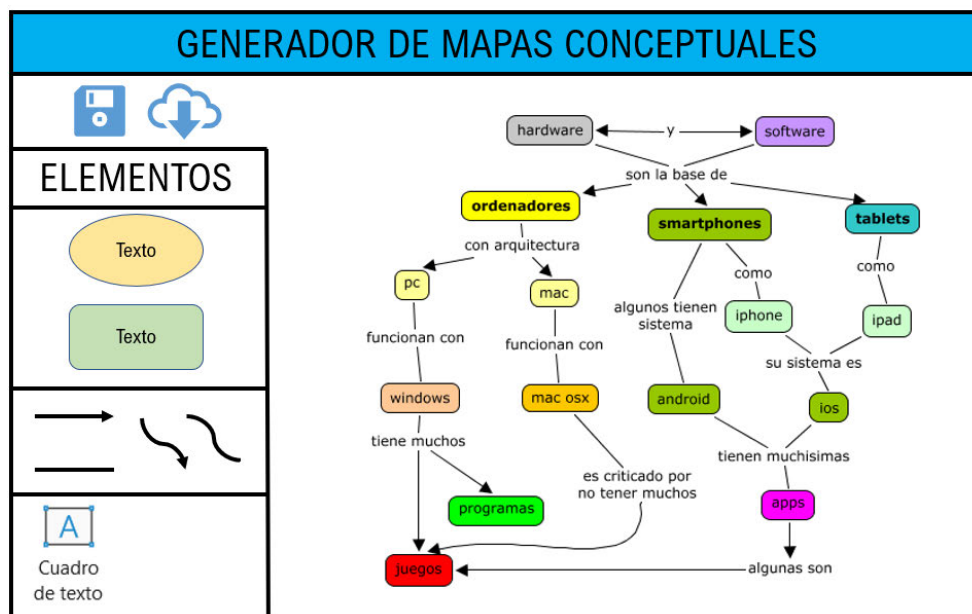 GENERADOR DE MAPAS CONCEPTUALES
ELEMENTOS
Texto
Texto
A
Cuadro
de texto
hardware
y
software
son la base de
ordenadores
smartphones
tablets
con arquitectura
como
como
pc
mac
algunos tienen
sistema
iphone
ipad
funcionan con
funcionan con
su sistema es
windows
mac osx
android
ios
tiene muchos
es criticado por
no tener muchos
tienen muchisimas
programas
apps
juegos
algunas son